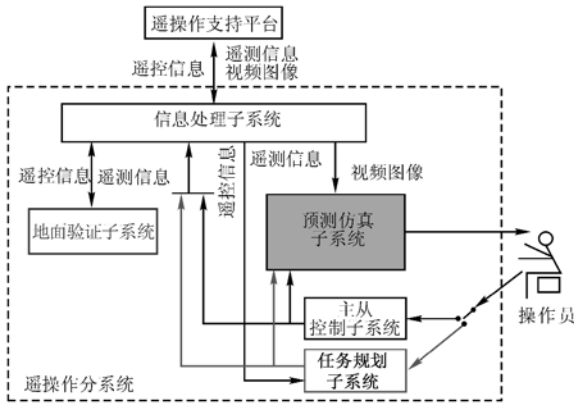 遥操作支持平台
遥控信息
遥测信息
视频图像
信息处理子系统
遥控信息
遥测信息
遥控信息
遥测信息
视频图像
地面验证子系统
预测仿真
子系统
主从
控制子系统
操作员
任务规划
子系统
遥操作分系统